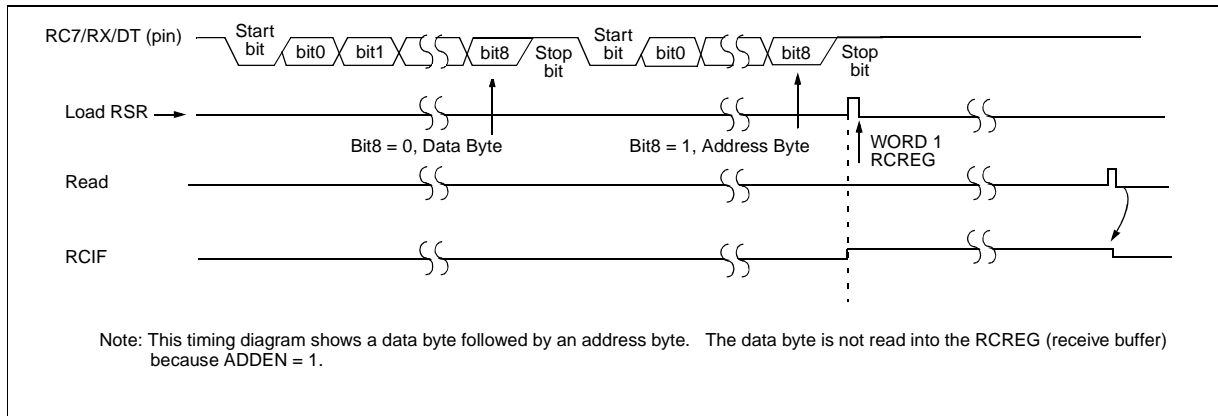 RC7/RX/DT (pin)
Start
bit
bit0
bit1
bit8
Stop
bit
Start
bit
bit0
bit8
Stop
bit
Load RSR
Bit8 = 0, Data Byte
Bit8 = 1, Address Byte
WORD 1
RCREG
Read
RCIF
Note: This timing diagram shows a data byte followed by an address byte. The data byte is not read into the RCREG (receive buffer)
because ADDEN = 1.